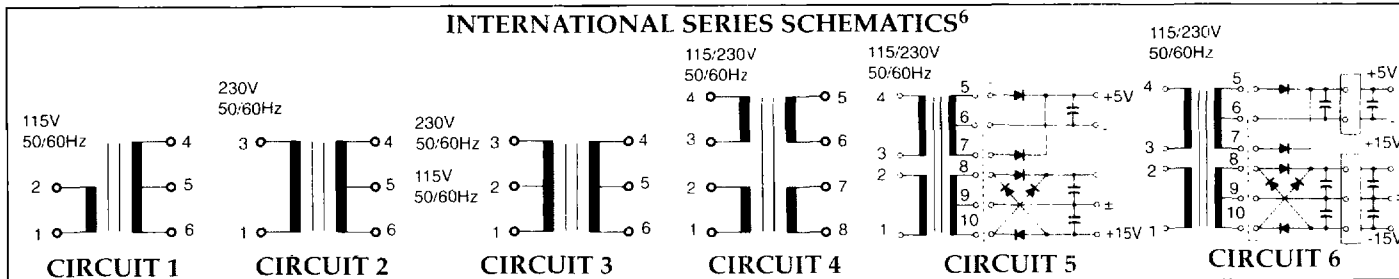 INTERNATIONAL SERIES SCHEMATICS6
115V
50/60Hz
2
1
4
5
6
CIRCUIT 1
230V
50/60Hz
3
1
4
5
6
CIRCUIT 2
230V
50/60Hz
115V
50/60Hz
3
2
1
4
5
6
CIRCUIT 3
115/230V
50/60Hz
4
3
2
1
5
6
7
8
CIRCUIT 4
115/230V
50/60Hz
4
3
2
1
5
6
7
8
9
10
+5V
-
±
+15V
CIRCUIT 5
115/230V
50/60Hz
4
3
2
1
5
6
7
8
9
10
+5V
+15V
-15V
CIRCUIT 6